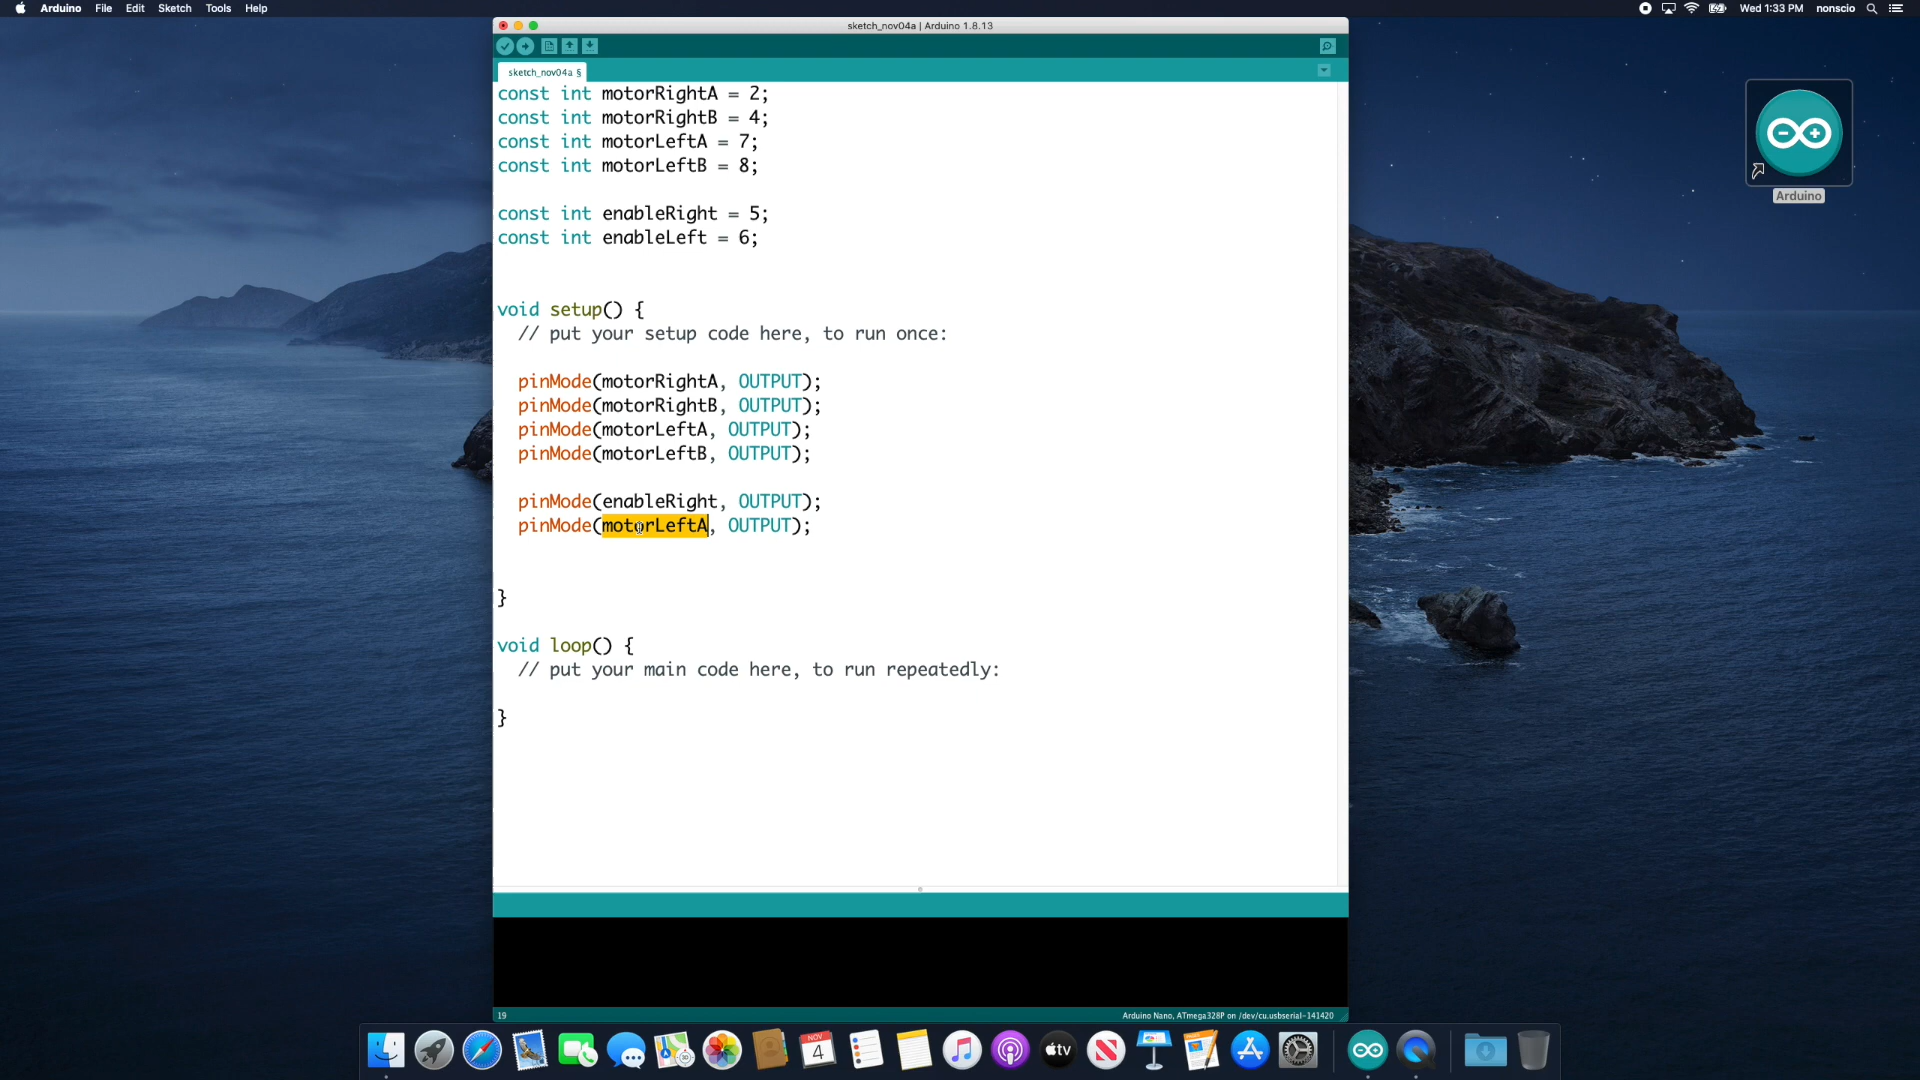 Arduino File Edit Sketch Tools Help
Wed 1:33 PM nonscio
sketch_nov04a | Arduino 1.8.13
sketch_nov04a §
const int motorRightA = 2;
const int motorRightB = 4;
const int motorLeftA = 7;
const int motorLeftB = 8;
const int enableRight = 5;
const int enableLeft = 6;
void setup() {
// put your setup code here, to run once:
pinMode(motorRightA, OUTPUT);
pinMode(motorRightB, OUTPUT);
pinMode(motorLeftA, OUTPUT);
pinMode(motorLeftB, OUTPUT);
pinMode(enableRight, OUTPUT);
pinMode(motorLeftA, OUTPUT);
}
void loop() {
// put your main code here, to run repeatedly:
}
Arduino
19
Arduino Nano, ATmega328P on /dev/cu.usbserial-141420
NOV
4
tv